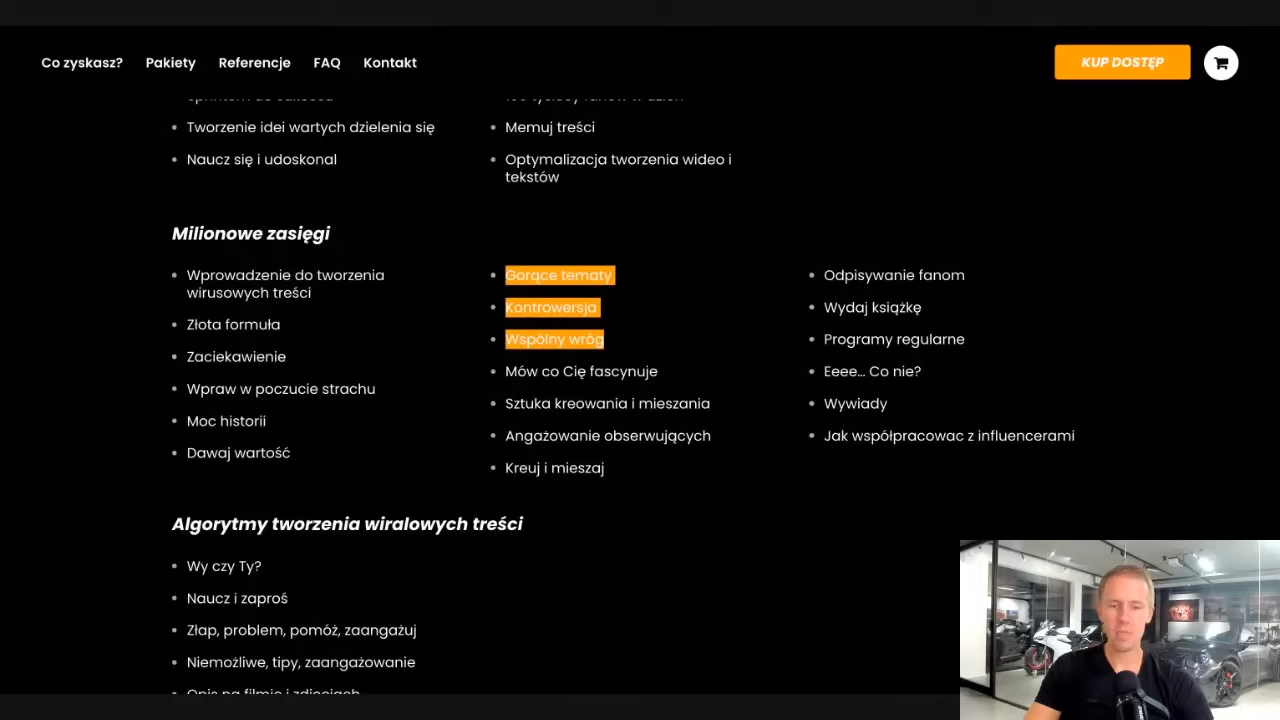 Co zyskasz? Pakiety Referencje FAQ Kontakt KUP DOSTĘP
Tworzenie idei wartych dzielenia się
Naucz się i udoskonal
Memuj treści
Optymalizacja tworzenia wideo i
tekstów
Milionowe zasięgi
Wprowadzenie do tworzenia
wirusowych treści
Złota formuła
Zaciekawienie
Wpraw w poczucie strachu
Moc historii
Dawaj wartość
Gorące tematy
Kontrowersja
Wspólny wróg
Mów co Cię fascynuje
Sztuka kreowania i mieszania
Angażowanie obserwujących
Kreuj i mieszaj
Odpisywanie fanom
Wydaj książkę
Programy regularne
Eeee... Co nie?
Wywiady
Jak współpracowac z influencerami
Algorytmy tworzenia wiralowych treści
Wy czy Ty?
Naucz i zaproś
Złap, problem, pomóż, zaangażuj
Niemożliwe, tipy, zaangażowanie
Opis na filmie i zdjęciach